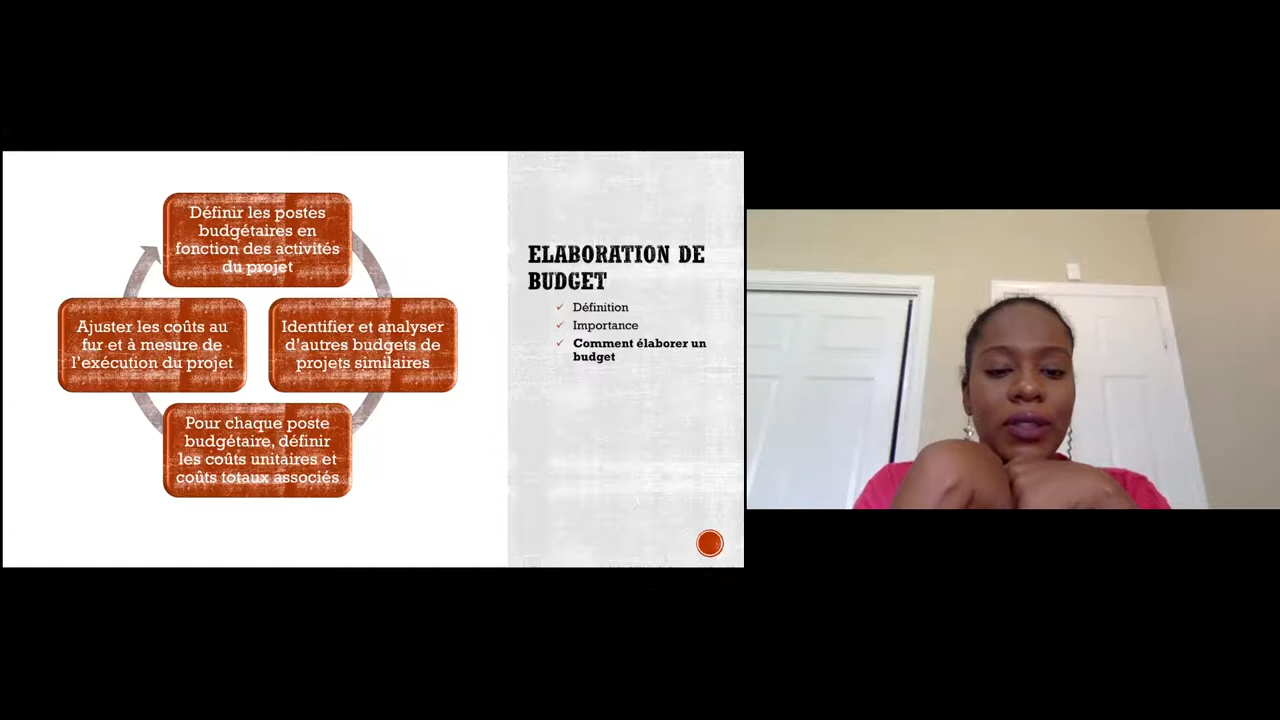 Définir les postes
budgétaires en
fonction des activités
du projet
Ajuster les coûts au
fur et à mesure de
l'exécution du projet
Identifier et analyser
d'autres budgets de
projets similaires
Pour chaque poste
budgétaire, définir
les coûts unitaires et
coûts totaux associés
ELABORATION DE
BUDGET
Définition
Importance
Comment élaborer un
budget